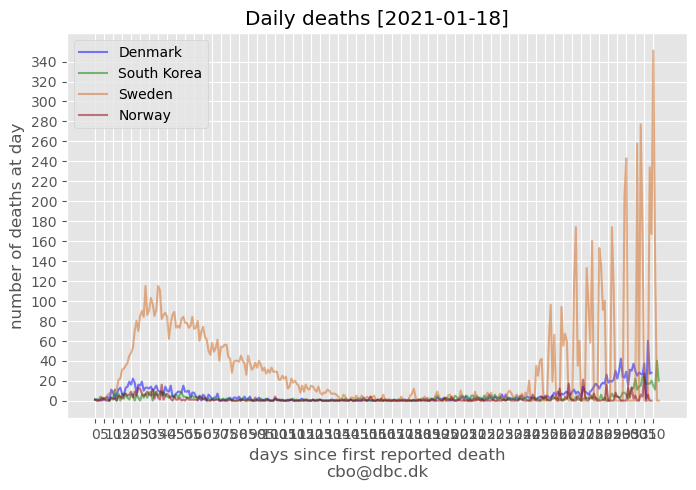 Daily deaths [2021-01-18]
Denmark
South Korea
Sweden
Norway
340
320
300
280
260
240
220
200
180
160
140
120
100
80
60
40
20
0
number of deaths at day
days since first reported death
cbo@dbc.dk